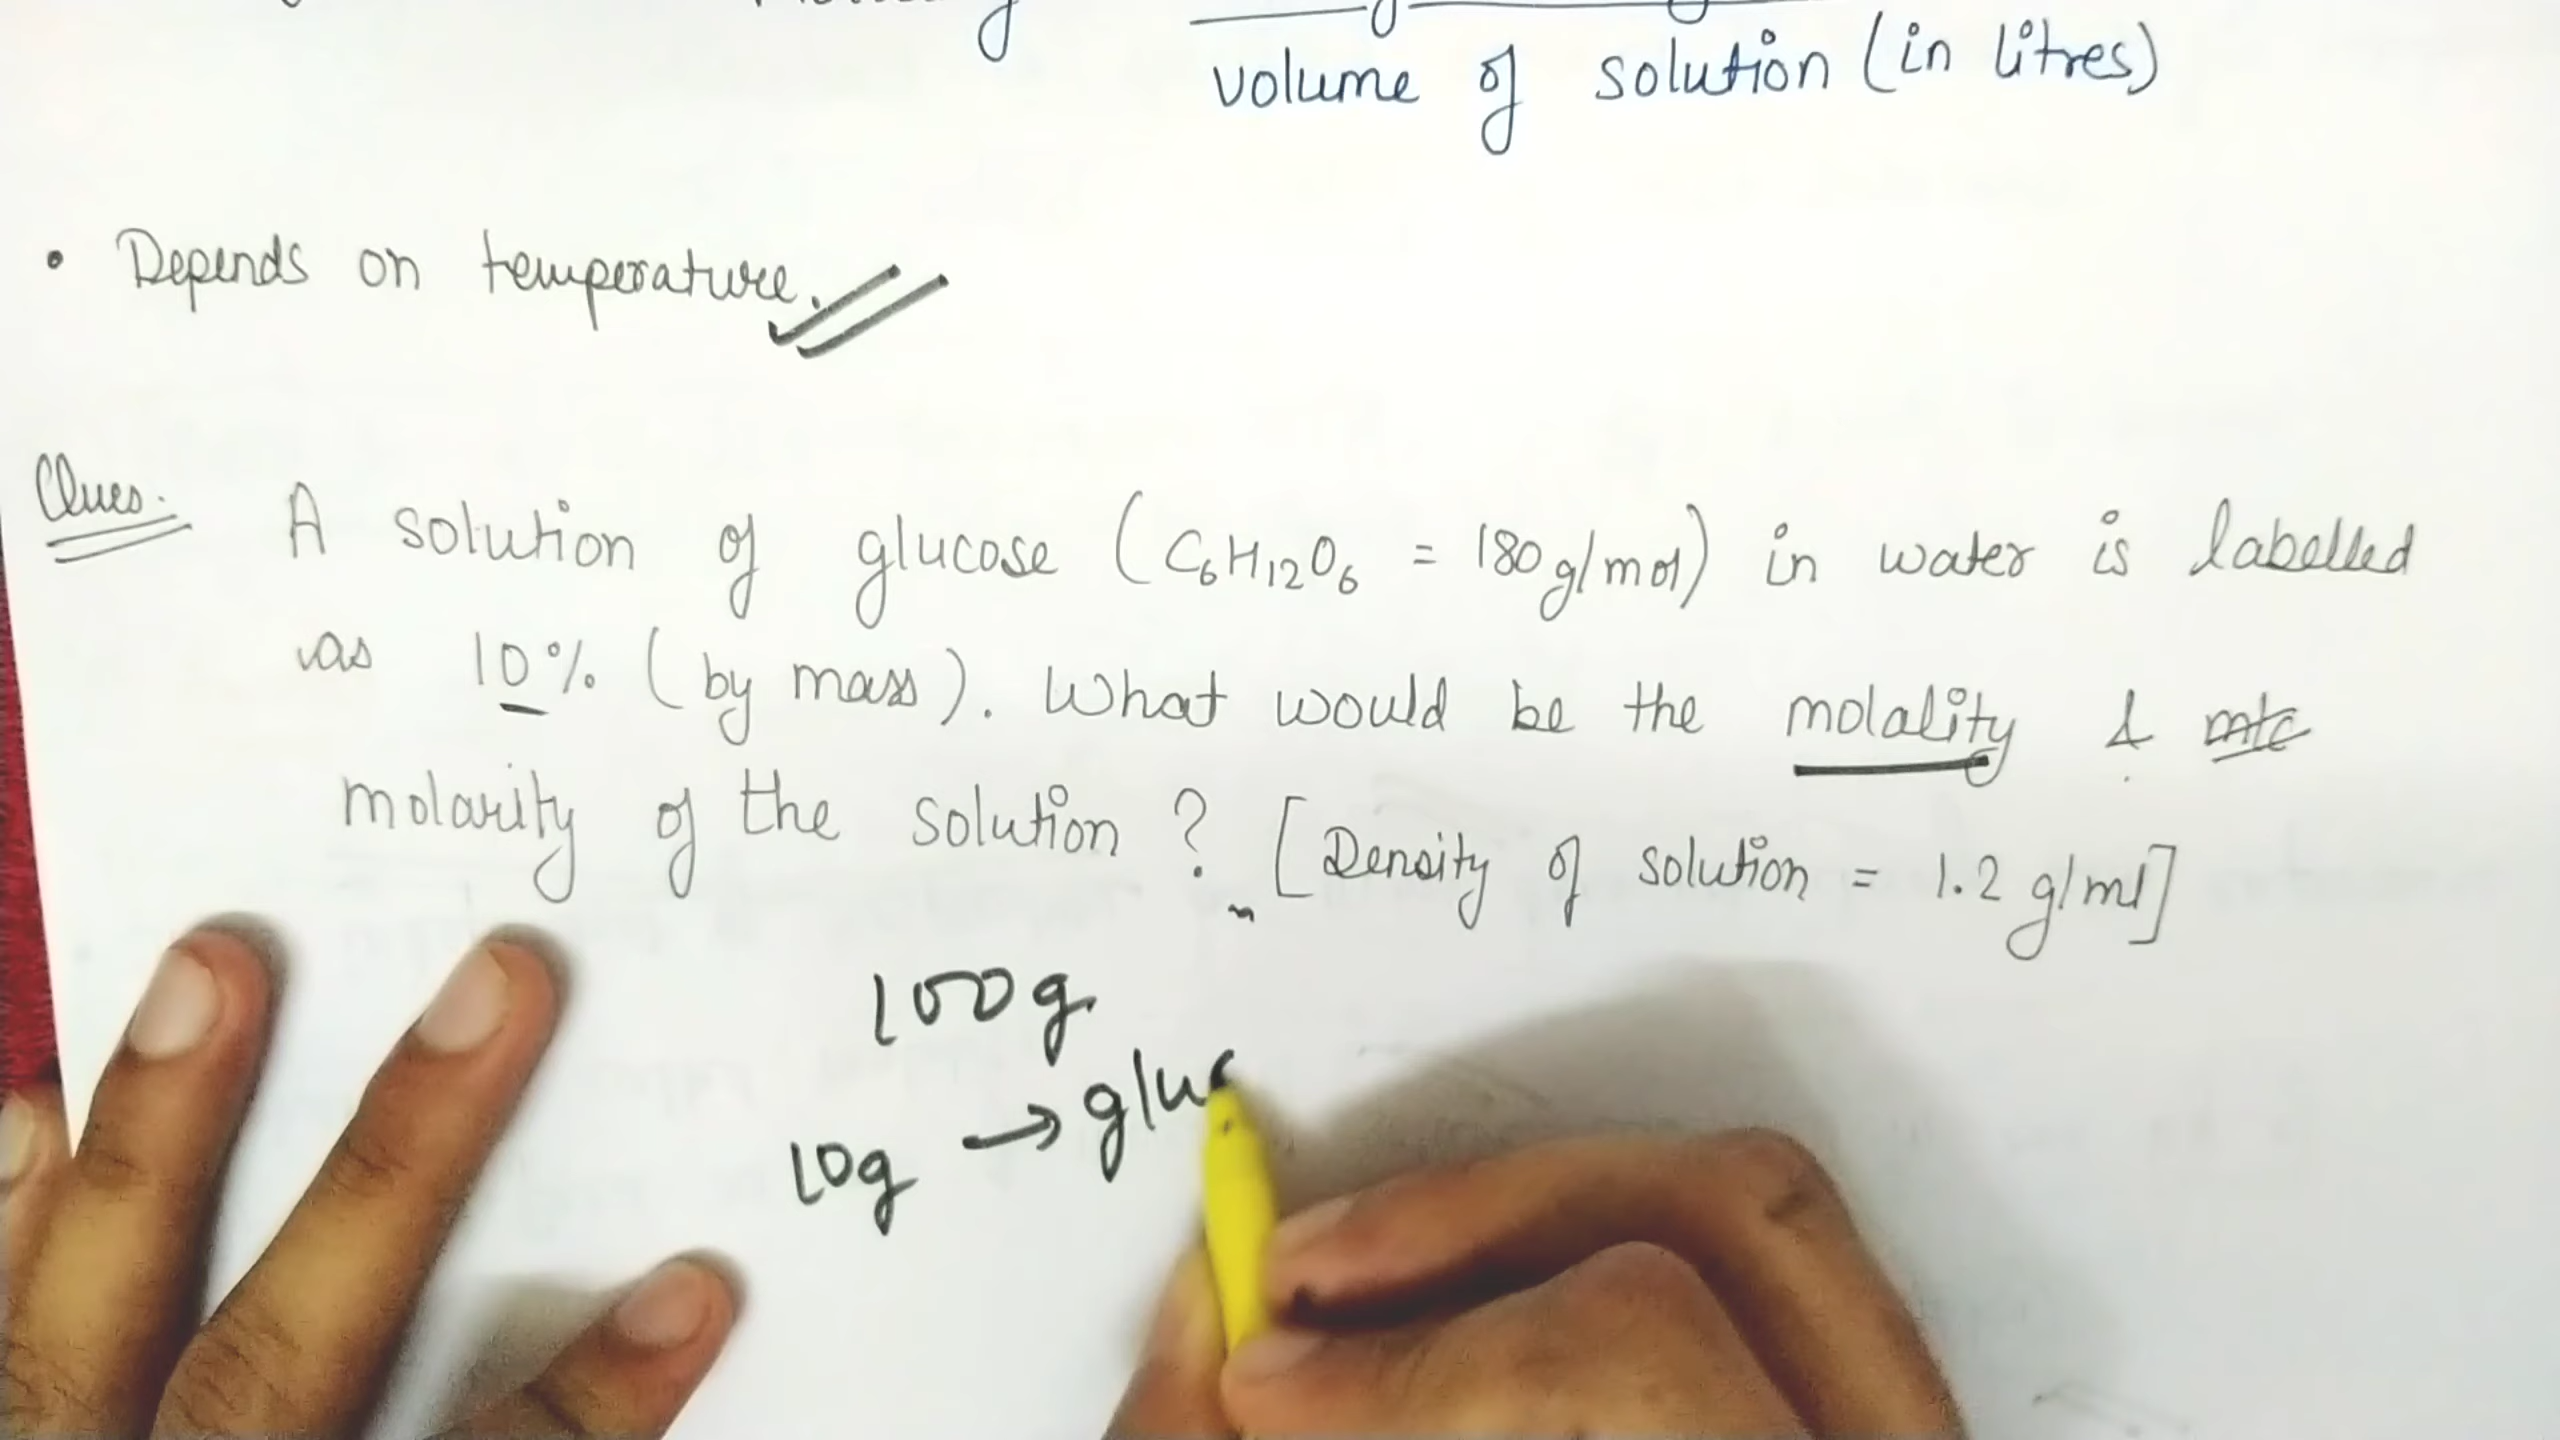 volume of solution (in litres)
• Depends on temperature.
Ques. A solution of glucose (C₆H₁₂O₆ = 180 g/mol) in water is labelled
as 10% (by mass). What would be the molality &
molarity of the solution? [Density of solution = 1.2 g/ml]
100g
10g → gluc